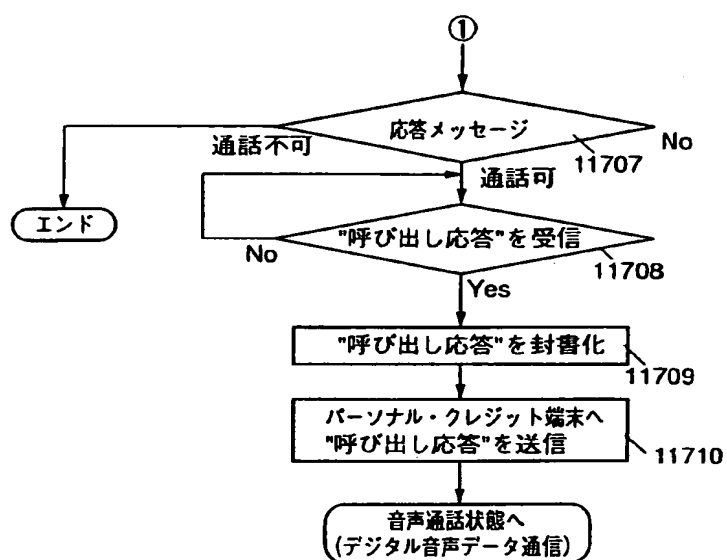 ①
応答メッセージ
通話不可
No
11707
通話可
エンド
"呼び出し応答"を受信
No
11708
Yes
"呼び出し応答"を封書化
11709
パーソナル・クレジット端末へ
"呼び出し応答"を送信
11710
音声通話状態へ
(デジタル音声データ通信)